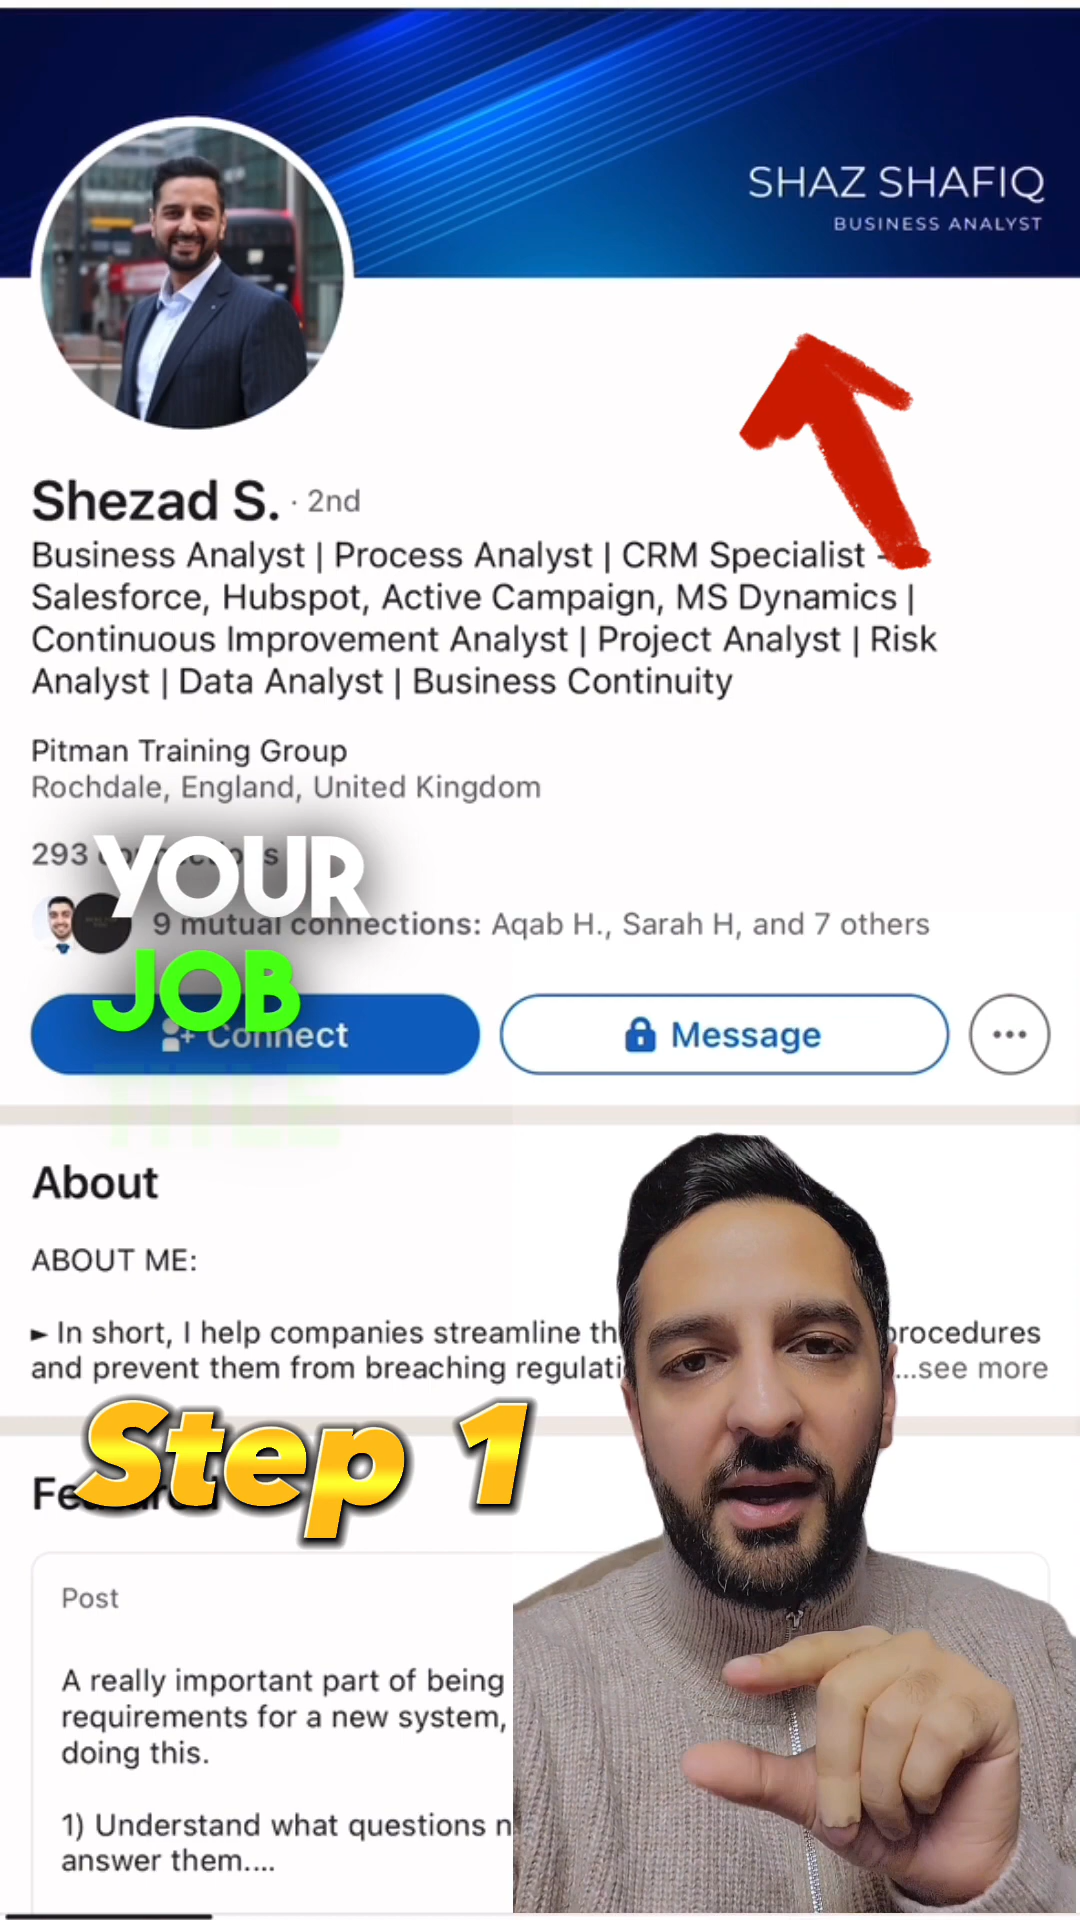 SHAZ SHAFIQ
BUSINESS ANALYST
Shezad S. · 2nd
Business Analyst | Process Analyst | CRM Specialist -
Salesforce, Hubspot, Active Campaign, MS Dynamics |
Continuous Improvement Analyst | Project Analyst | Risk
Analyst | Data Analyst | Business Continuity
Pitman Training Group
Rochdale, England, United Kingdom
293 connections
YOUR
9 mutual connections: Aqab H., Sarah H, and 7 others
JOB
Connect
Message
TITLE
About
ABOUT ME:
► In short, I help companies streamline th procedures
and prevent them from breaching regulati ...see more
Step 1
Featured
Post
A really important part of being
requirements for a new system,
doing this.
1) Understand what questions n
answer them....